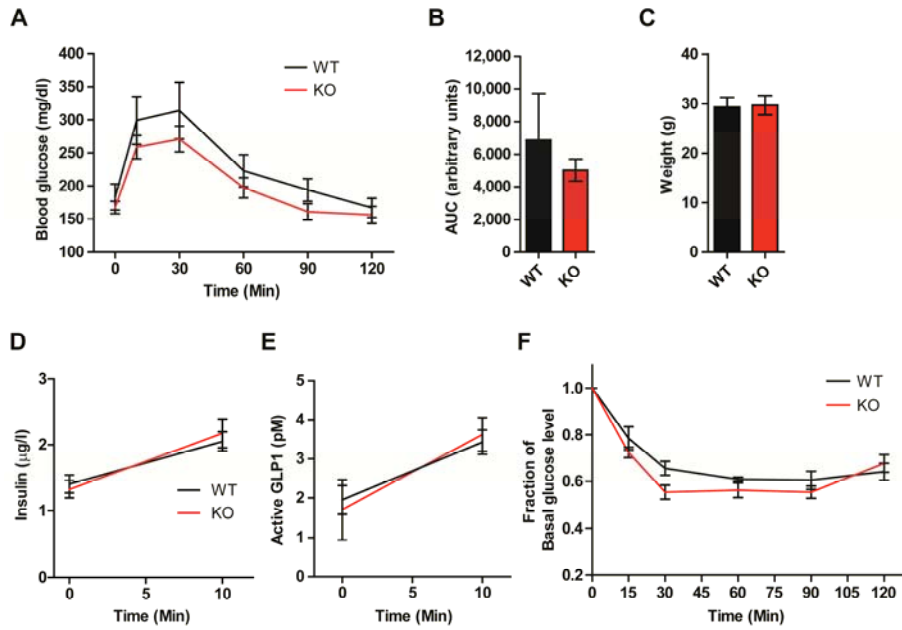 A
Blood glucose (mg/dl)
400
350
300
250
200
150
100
0
30
60
90
120
Time (Min)
WT
KO
B
AUC (arbitrary units)
12,000
10,000
8,000
6,000
4,000
2,000
0
WT
KO
C
Weight (g)
40
30
20
10
0
WT
KO
D
Insulin (μg/l)
3
2
1
0
0
5
10
Time (Min)
WT
KO
E
Active GLP1 (pM)
5
4
3
2
1
0
0
5
10
Time (Min)
WT
KO
F
Fraction of
Basal glucose level
1.0
0.8
0.6
0.4
0.2
0
15
30
45
60
75
90
105
120
Time (Min)
WT
KO